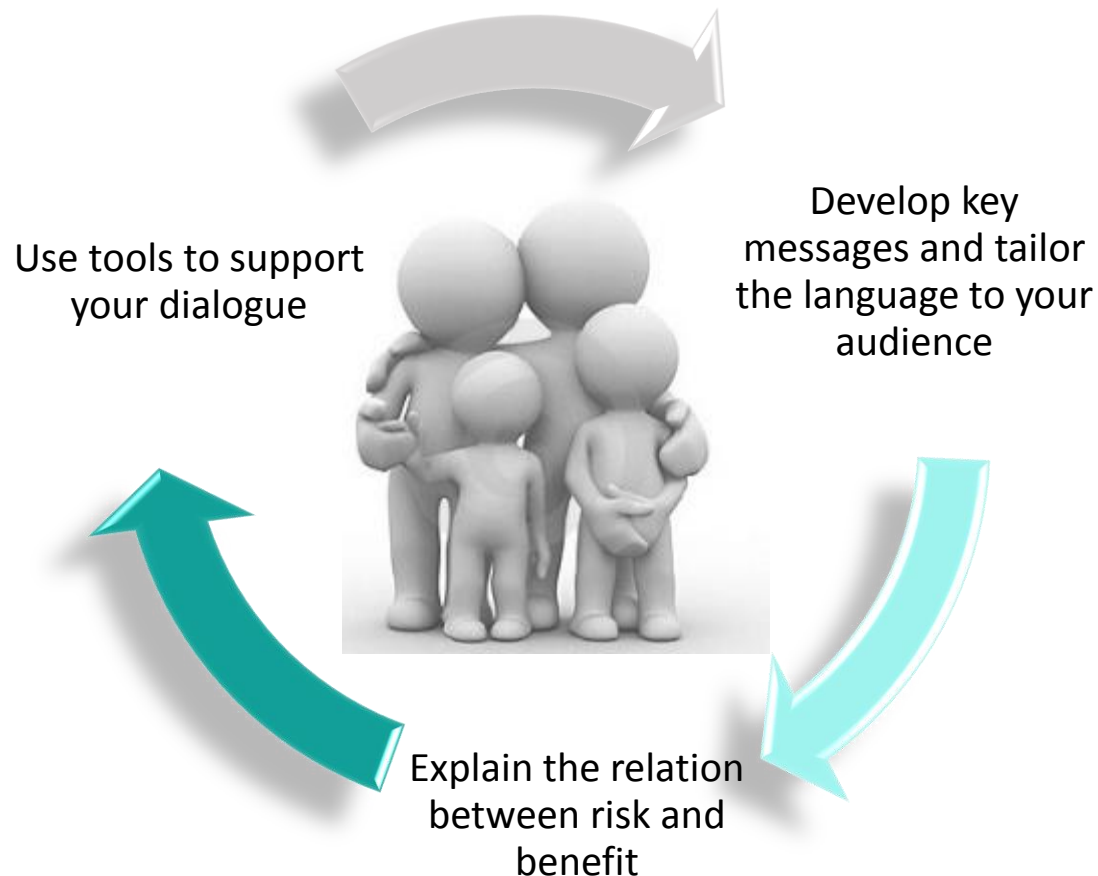 Use tools to support
your dialogue
Develop key
messages and tailor
the language to your
audience
Explain the relation
between risk and
benefit